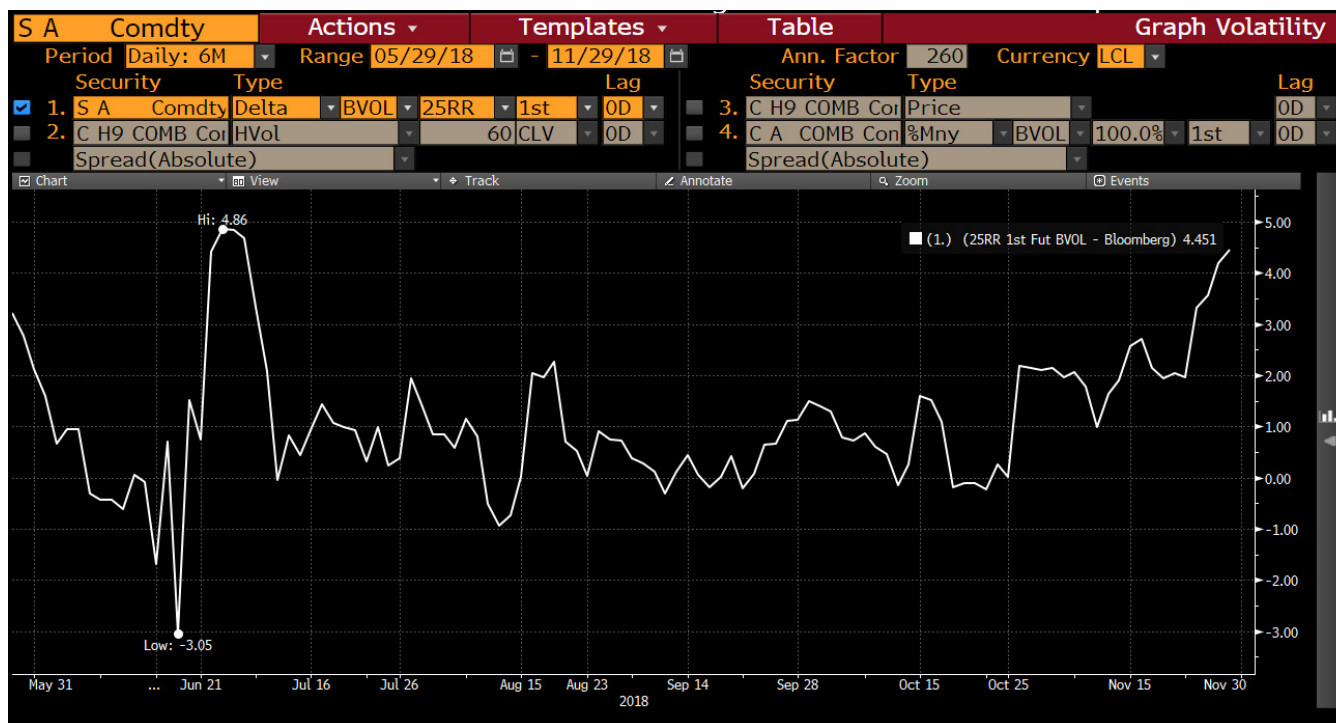 S A Comdty Actions Templates Table Graph Volatility
Period Daily: 6M Range 05/29/18 - 11/29/18 Ann. Factor 260 Currency LCL
Security Type Lag Security Type Lag
1. S A Comdty Delta BVOL 25RR 1st 0D 3. C H9 COMB Cor Price 0D
2. C H9 COMB Cor HVol 60 CLV 0D 4. C A COMB Con %Mny BVOL 100.0% 1st 0D
Spread(Absolute) Spread(Absolute)
Chart View Track Annotate Zoom Events
Hi: 4.86
5.00
(1.) (25RR 1st Fut BVOL - Bloomberg) 4.451
4.00
3.00
2.00
1.00
0.00
-1.00
-2.00
-3.00
Low: -3.05
May 31 ... Jun 21 Jul 16 Jul 26 Aug 15 Aug 23 Sep 14 Sep 28 Oct 15 Oct 25 Nov 15 Nov 30
2018